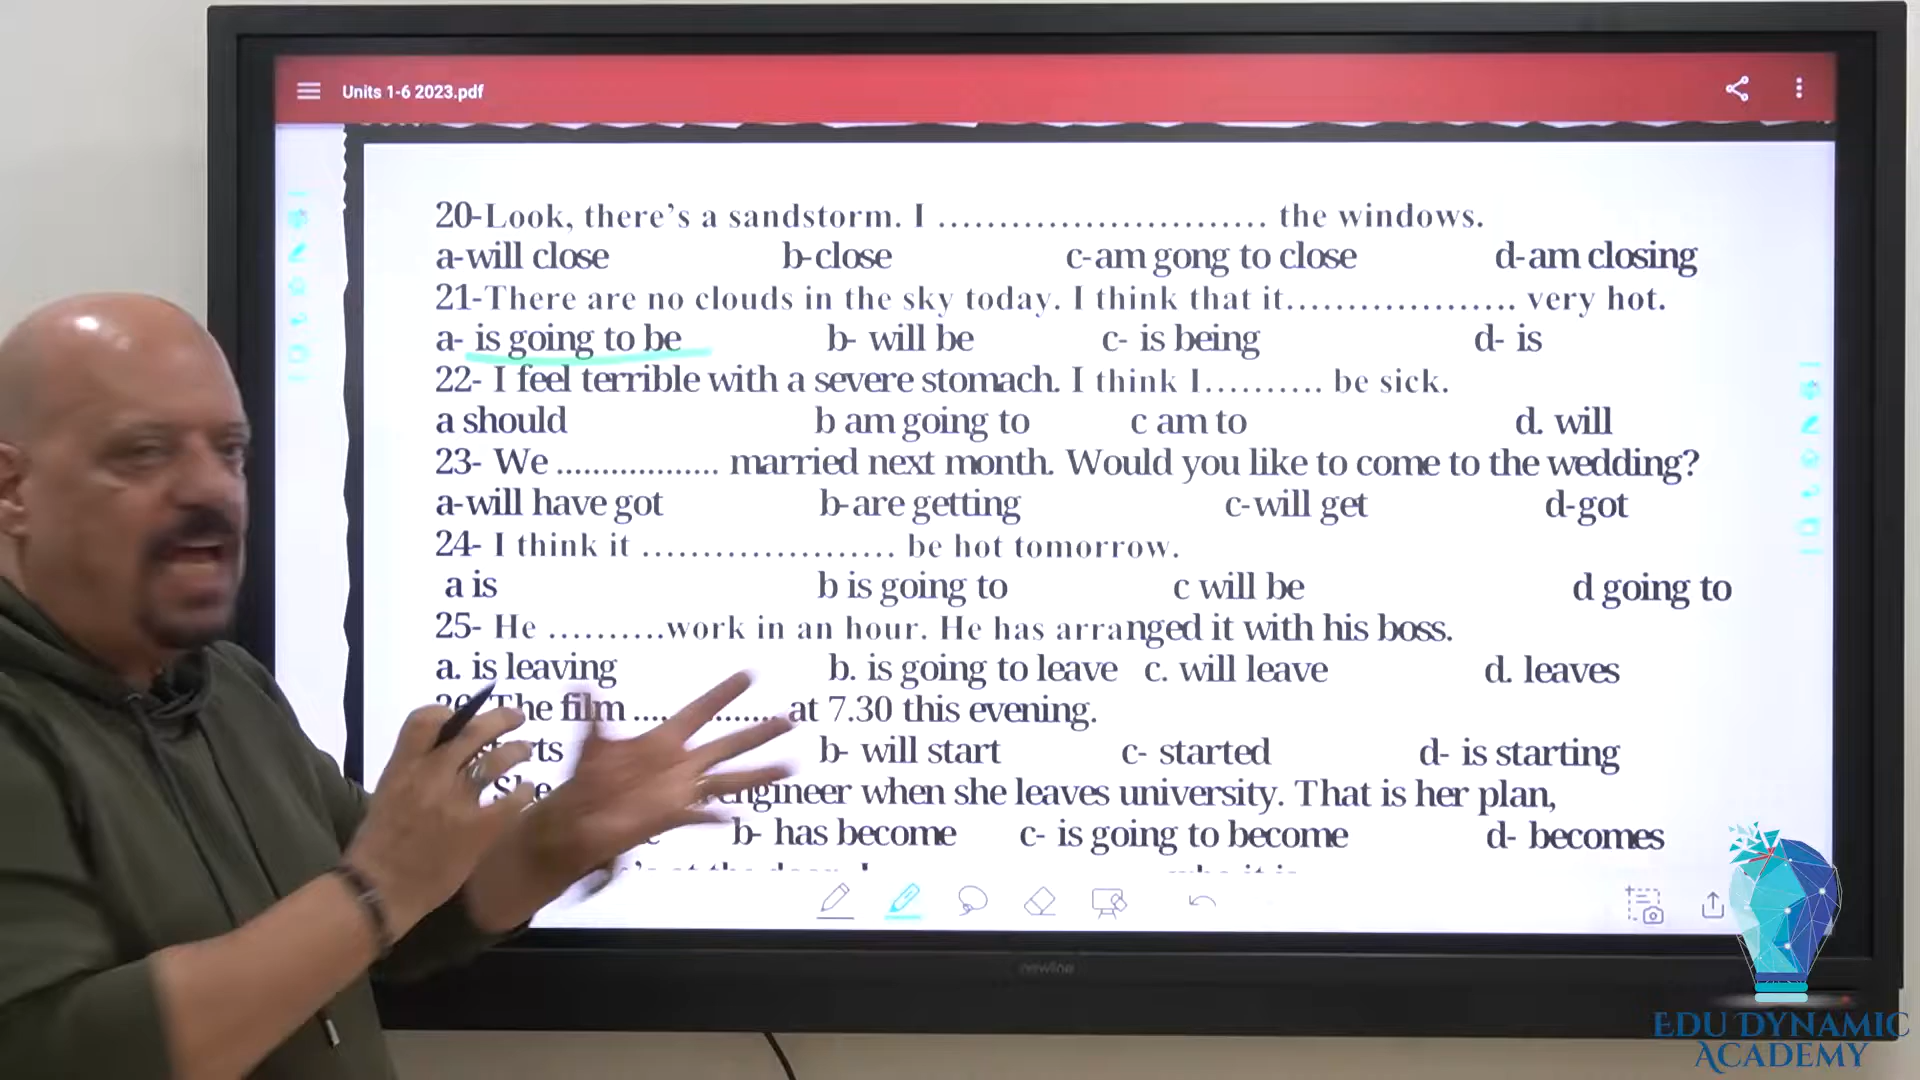 Units 1-6 2023.pdf
20-Look, there's a sandstorm. I ........................... the windows.
a-will close b-close c-am gong to close d-am closing
21-There are no clouds in the sky today. I think that it................... very hot.
a- is going to be b- will be c- is being d- is
22- I feel terrible with a severe stomach. I think I.......... be sick.
a should b am going to c am to d. will
23- We .................. married next month. Would you like to come to the wedding?
a-will have got b-are getting c-will get d-got
24- I think it ..................... be hot tomorrow.
a is b is going to c will be d going to
25- He ..........work in an hour. He has arranged it with his boss.
a. is leaving b. is going to leave c. will leave d. leaves
The film ................ at 7.30 this evening.
b- will start c- started d- is starting
She engineer when she leaves university. That is her plan,
b- has become c- is going to become d- becomes
newline
EDU DYNAMIC
ACADEMY